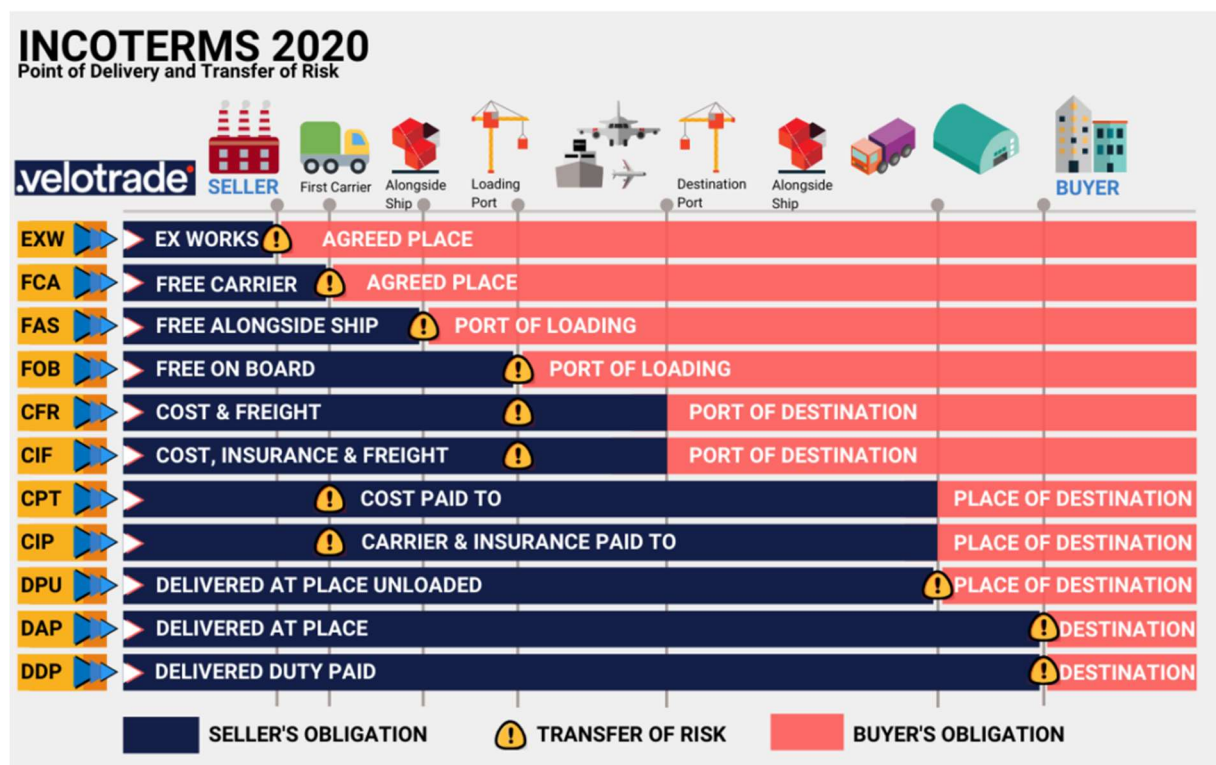 INCOTERMS 2020
Point of Delivery and Transfer of Risk
.velotrade
SELLER
First Carrier
Alongside
Ship
Loading
Port
Destination
Port
Alongside
Ship
BUYER
EXW EX WORKS ! AGREED PLACE
FCA FREE CARRIER ! AGREED PLACE
FAS FREE ALONGSIDE SHIP ! PORT OF LOADING
FOB FREE ON BOARD ! PORT OF LOADING
CFR COST & FREIGHT ! PORT OF DESTINATION
CIF COST, INSURANCE & FREIGHT ! PORT OF DESTINATION
CPT ! COST PAID TO PLACE OF DESTINATION
CIP ! CARRIER & INSURANCE PAID TO PLACE OF DESTINATION
DPU DELIVERED AT PLACE UNLOADED ! PLACE OF DESTINATION
DAP DELIVERED AT PLACE ! DESTINATION
DDP DELIVERED DUTY PAID ! DESTINATION
SELLER'S OBLIGATION ! TRANSFER OF RISK BUYER'S OBLIGATION